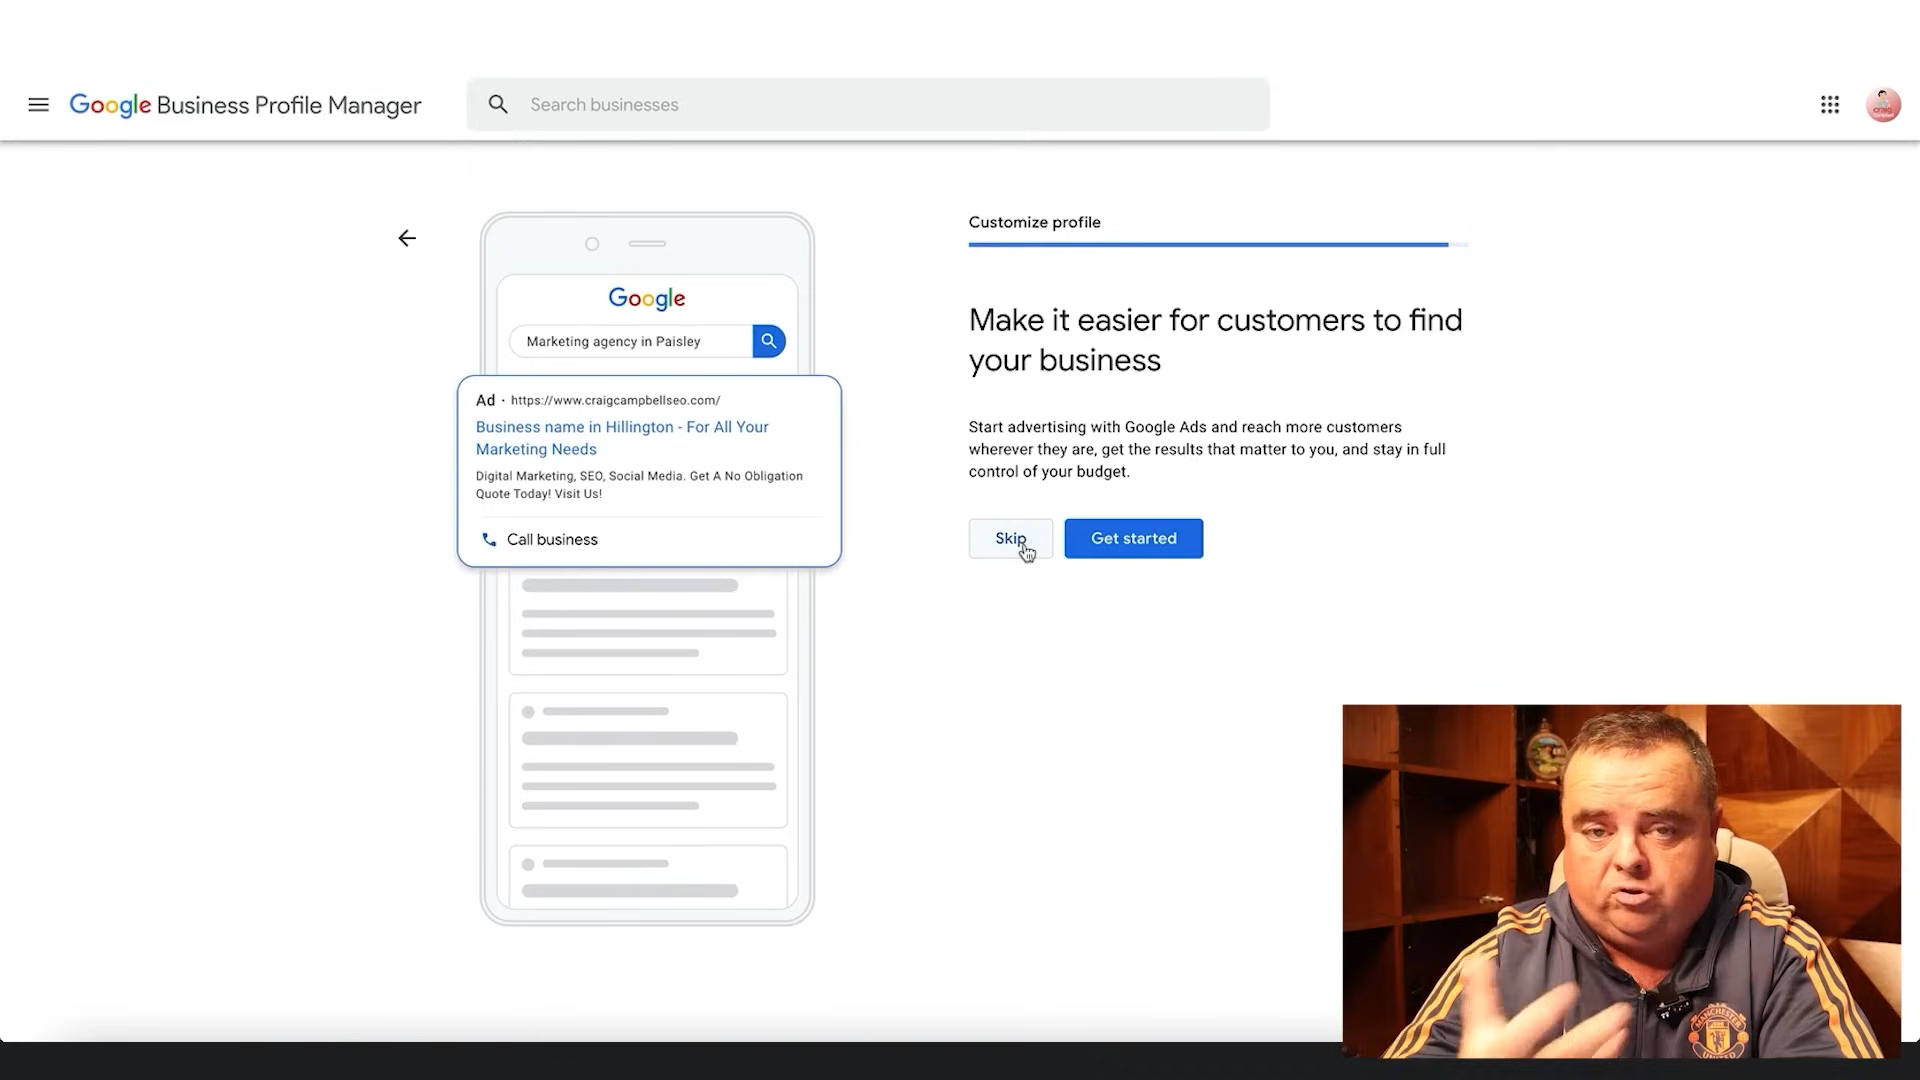 Google Business Profile Manager
Search businesses
Customize profile
Google
Marketing agency in Paisley
Ad · https://www.craigcampbellseo.com/
Business name in Hillington - For All Your
Marketing Needs
Digital Marketing, SEO, Social Media. Get A No Obligation
Quote Today! Visit Us!
Call business
Make it easier for customers to find
your business
Start advertising with Google Ads and reach more customers
wherever they are, get the results that matter to you, and stay in full
control of your budget.
Skip
Get started
MANCHESTER
UNITED